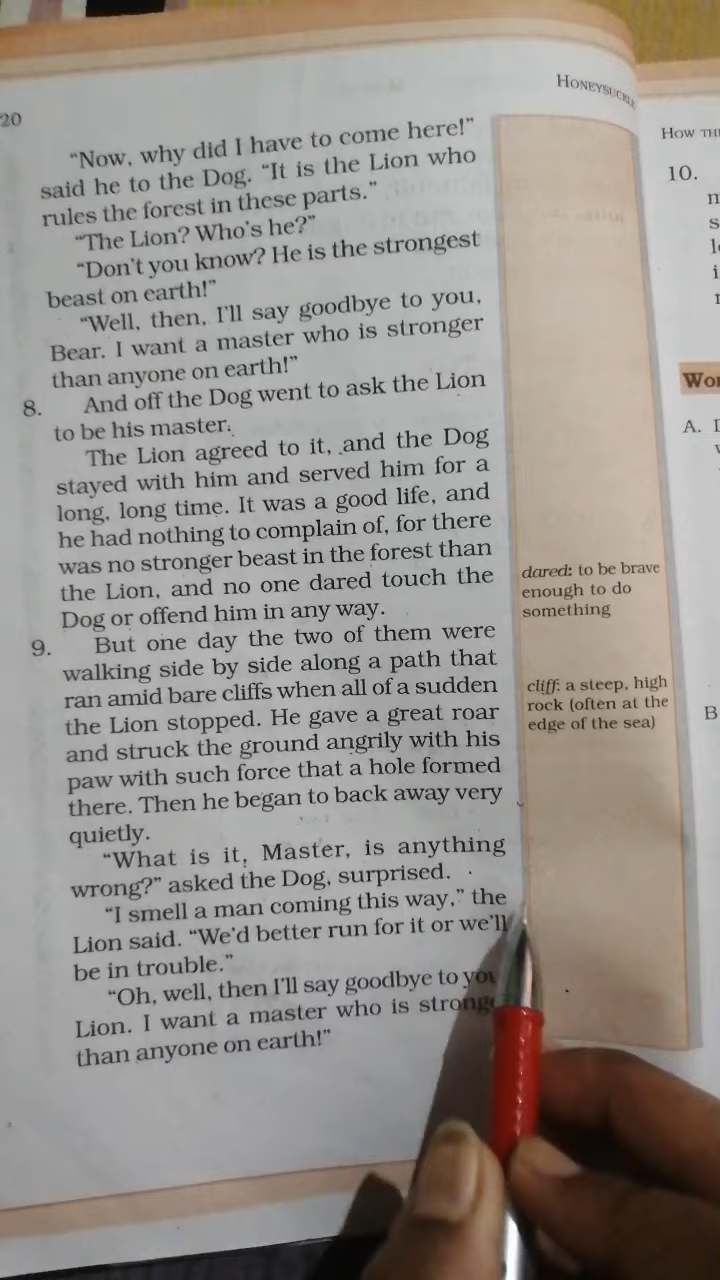 20
HONEYSUCKLE
"Now, why did I have to come here!"
said he to the Dog. "It is the Lion who
rules the forest in these parts."
"The Lion? Who's he?"
"Don't you know? He is the strongest
beast on earth!"
"Well, then, I'll say goodbye to you,
Bear. I want a master who is stronger
than anyone on earth!"
8. And off the Dog went to ask the Lion
to be his master.
The Lion agreed to it, and the Dog
stayed with him and served him for a
long, long time. It was a good life, and
he had nothing to complain of, for there
was no stronger beast in the forest than
the Lion, and no one dared touch the
Dog or offend him in any way.
9. But one day the two of them were
walking side by side along a path that
ran amid bare cliffs when all of a sudden
the Lion stopped. He gave a great roar
and struck the ground angrily with his
paw with such force that a hole formed
there. Then he began to back away very
quietly.
"What is it, Master, is anything
wrong?" asked the Dog, surprised.
"I smell a man coming this way," the
Lion said. "We'd better run for it or we'll
be in trouble."
"Oh, well, then I'll say goodbye to you
Lion. I want a master who is strong
than anyone on earth!"
dared: to be brave
enough to do
something
cliff: a steep, high
rock (often at the
edge of the sea)
HOW
10.
A.
B